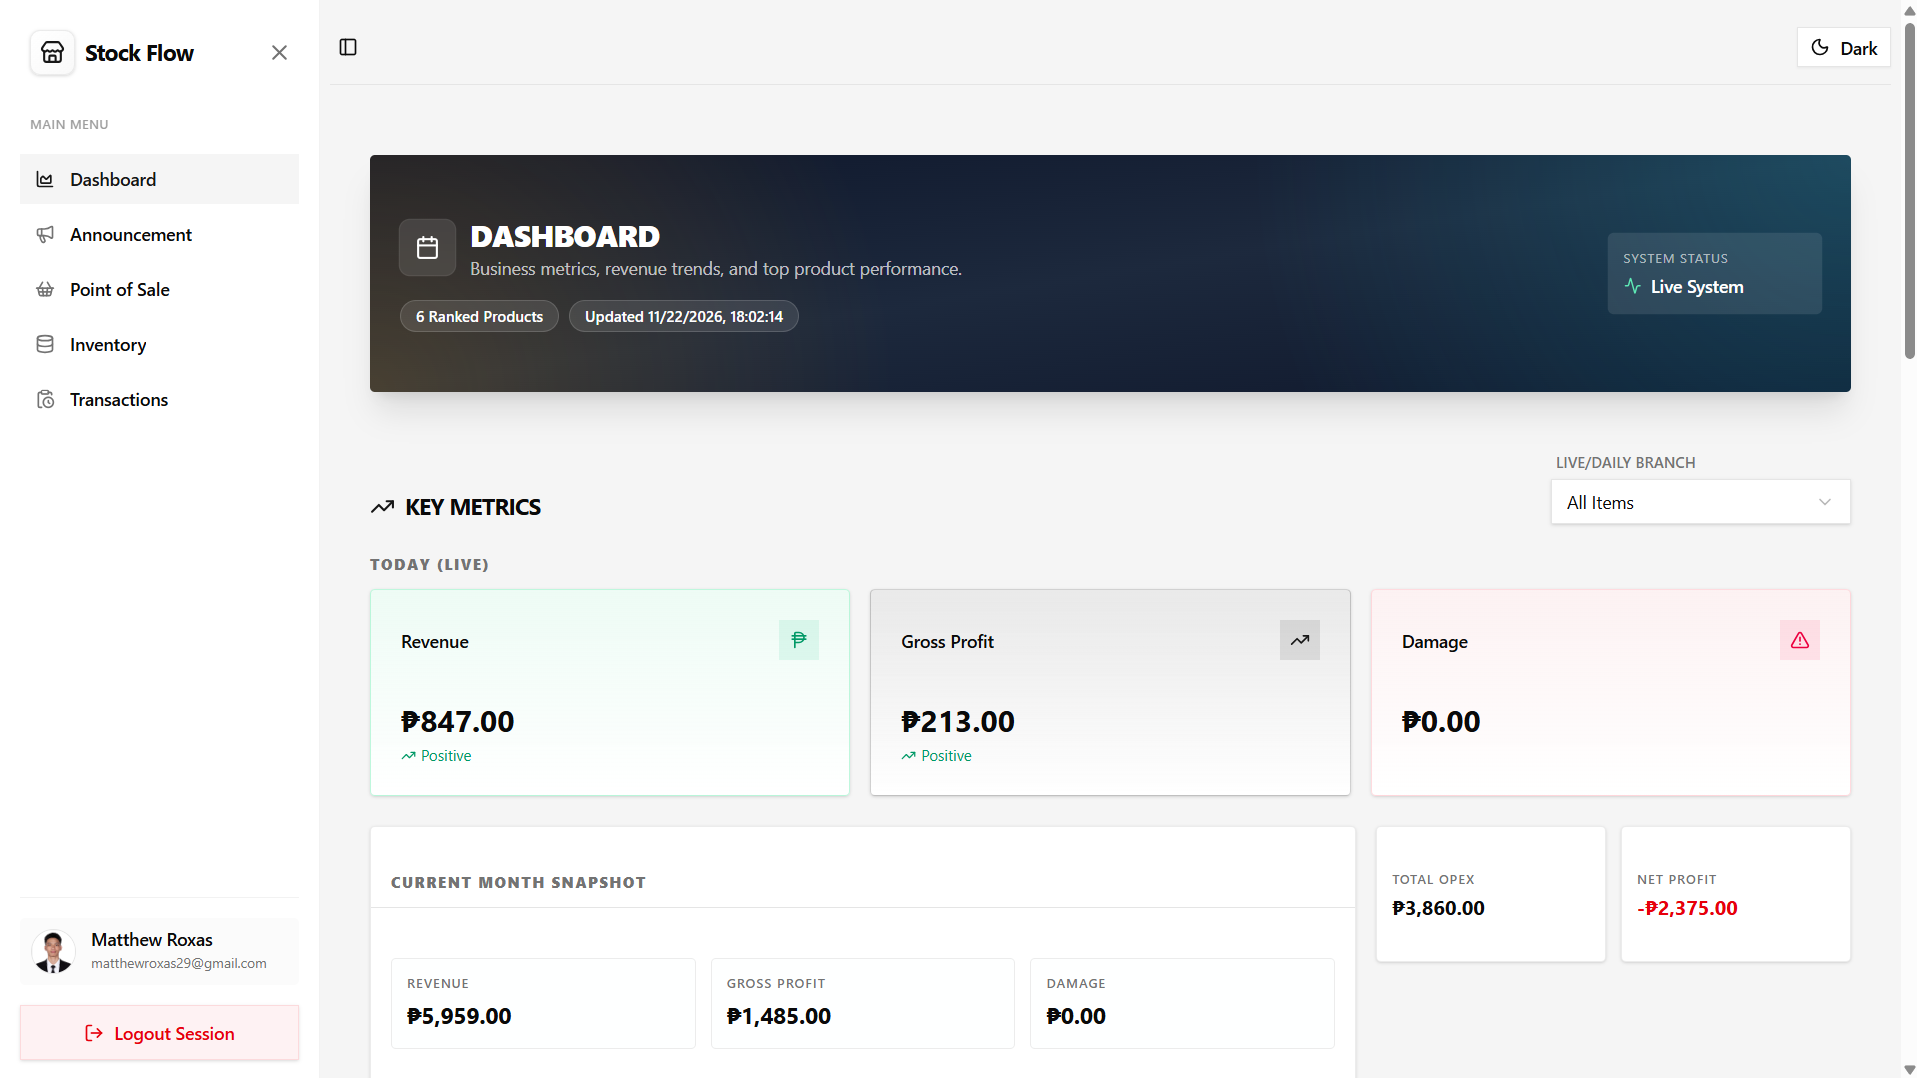 Stock Flow
MAIN MENU
Dashboard
Announcement
Point of Sale
Inventory
Transactions
Matthew Roxas
matthewroxas29@gmail.com
Logout Session
Dark
DASHBOARD
Business metrics, revenue trends, and top product performance.
6 Ranked Products
Updated 11/22/2026, 18:02:14
SYSTEM STATUS
Live System
KEY METRICS
LIVE/DAILY BRANCH
All Items
TODAY (LIVE)
Revenue
₱847.00
Positive
Gross Profit
₱213.00
Positive
Damage
₱0.00
CURRENT MONTH SNAPSHOT
REVENUE
₱5,959.00
GROSS PROFIT
₱1,485.00
DAMAGE
₱0.00
TOTAL OPEX
₱3,860.00
NET PROFIT
-₱2,375.00